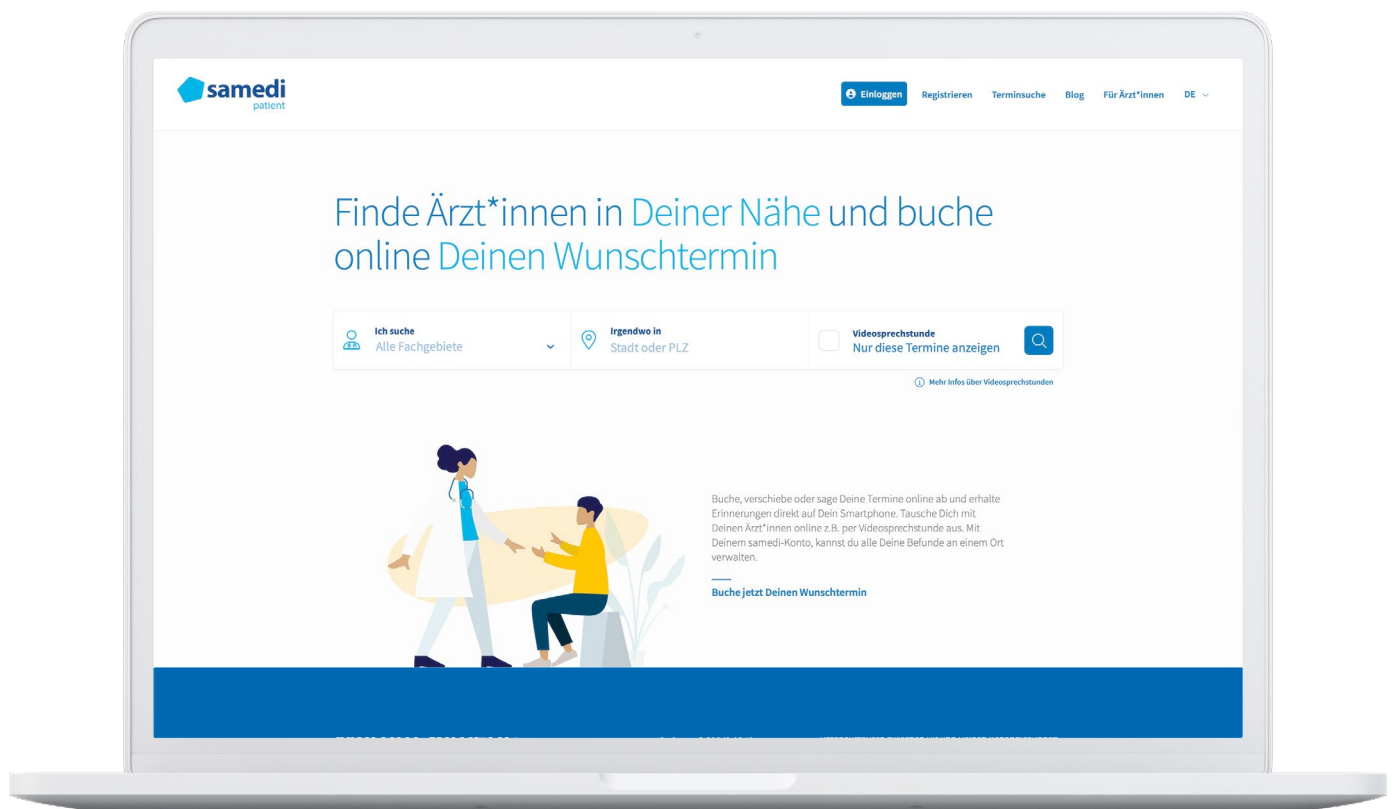 samedi
patient
Einloggen Registrieren Terminsuche Blog Für Ärzt*innen DE
Finde Ärzt*innen in Deiner Nähe und buche
online Deinen Wunschtermin
Ich suche
Alle Fachgebiete
Irgendwo in
Stadt oder PLZ
Videosprechstunde
Nur diese Termine anzeigen
Mehr Infos über Videosprechstunden
Buche, verschiebe oder sage Deine Termine online ab und erhalte
Erinnerungen direkt auf Dein Smartphone. Tausche Dich mit
Deinen Ärzt*innen online z.B. per Videosprechstunde aus. Mit
Deinem samedi-Konto, kannst du alle Deine Befunde an einem Ort
verwalten.
Buche jetzt Deinen Wunschtermin